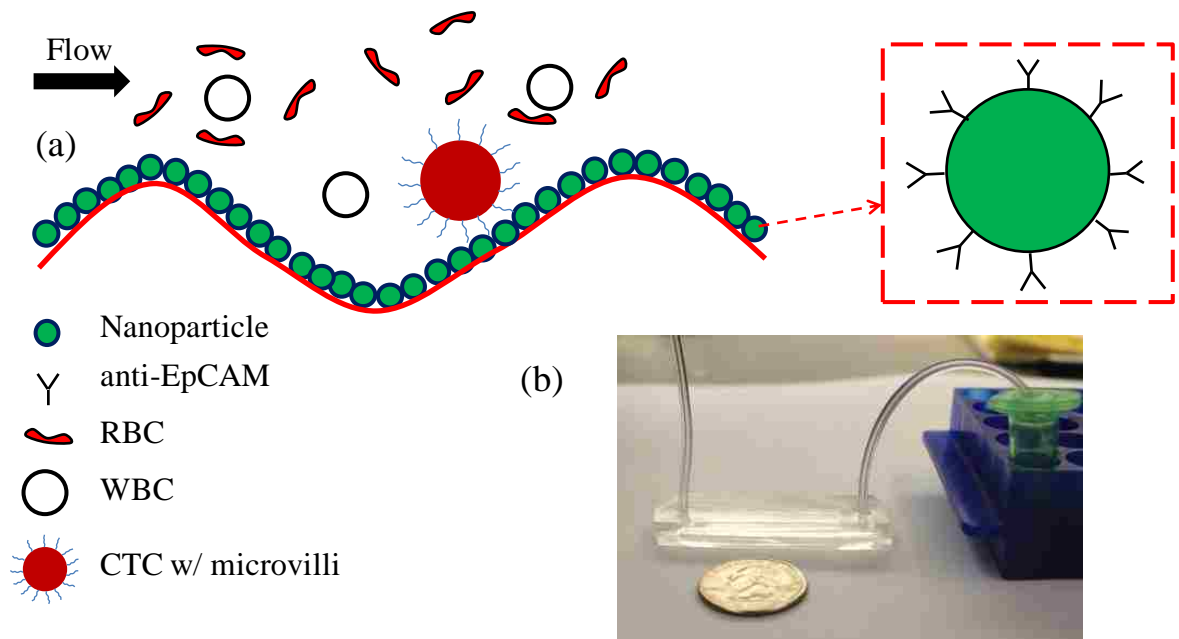 Flow
(a)
Nanoparticle
anti-EpCAM
RBC
WBC
CTC w/ microvilli
(b)